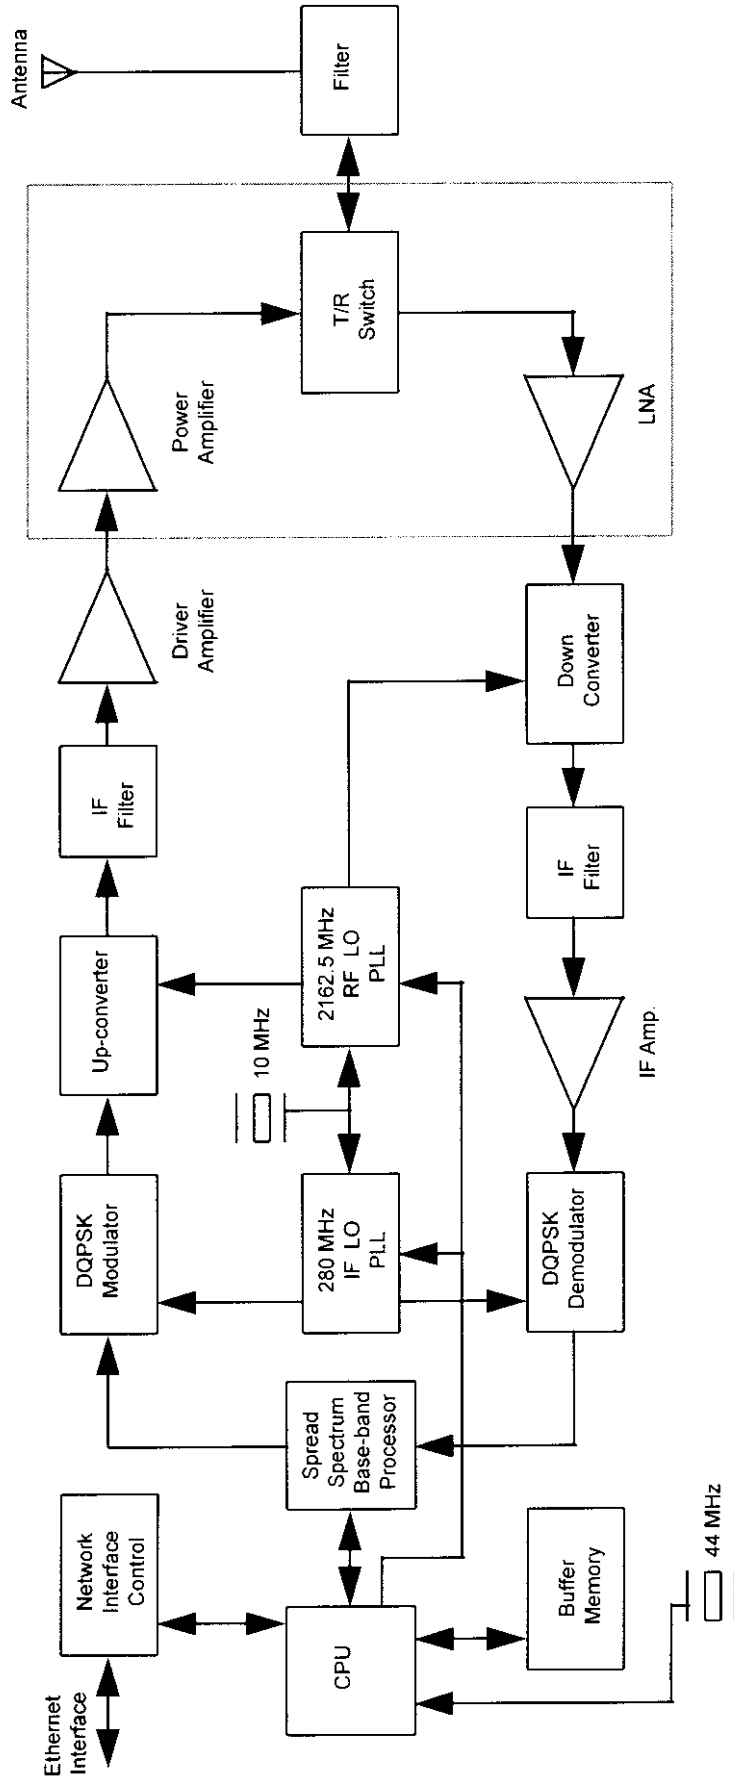 Ethernet
Interface
Network
Interface
Control
CPU
Buffer
Memory
44 MHz
Spread
Spectrum
Base-band
Processor
DQPSK
Modulator
280 MHz
IF LO
PLL
DQPSK
Demodulator
10 MHz
Up-converter
2162.5 MHz
RF LO
PLL
IF Amp.
IF
Filter
IF
Filter
Driver
Amplifier
Down
Converter
Power
Amplifier
T/R
Switch
LNA
Antenna
Filter